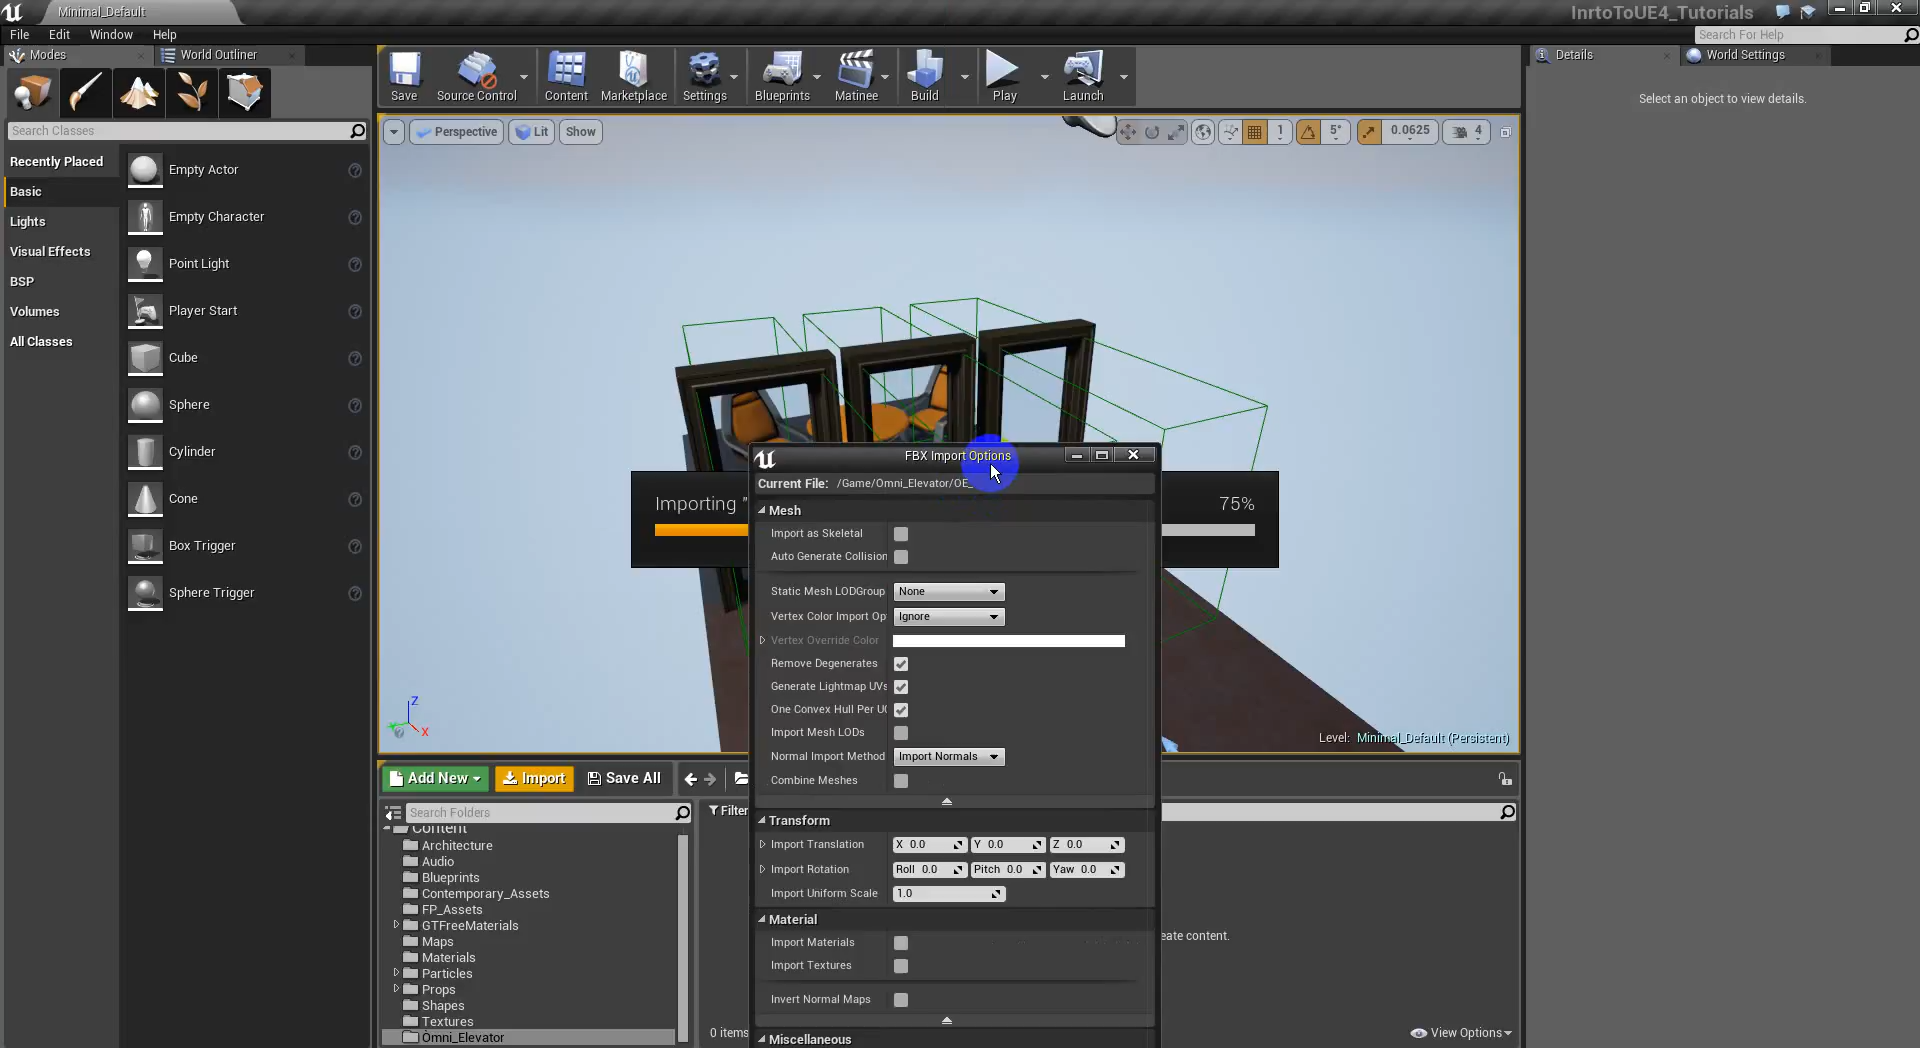 Minimal_Default
InrtoToUE4_Tutorials
File Edit Window Help
Search For Help
Modes
World Outliner
Save
Source Control
Content
Marketplace
Settings
Blueprints
Matinee
Build
Play
Launch
Details
World Settings
Select an object to view details.
Search Classes
Perspective
Lit
Show
1
5°
0.0625
4
Recently Placed
Basic
Lights
Visual Effects
BSP
Volumes
All Classes
Empty Actor
Empty Character
Point Light
Player Start
Cube
Sphere
Cylinder
Cone
Box Trigger
Sphere Trigger
Importing "
75%
FBX Import Options
Current File: /Game/Omni_Elevator/OE_
Mesh
Import as Skeletal
Auto Generate Collision
Static Mesh LODGroup None
Vertex Color Import Op Ignore
Vertex Override Color
Remove Degenerates
Generate Lightmap UVs
One Convex Hull Per UC
Import Mesh LODs
Normal Import Method Import Normals
Combine Meshes
Transform
Import Translation X 0.0 Y 0.0 Z 0.0
Import Rotation Roll 0.0 Pitch 0.0 Yaw 0.0
Import Uniform Scale 1.0
Material
Import Materials
Import Textures
Invert Normal Maps
Miscellaneous
Z
X
Level: Minimal_Default (Persistent)
Add New
Import
Save All
Search Folders
Filter
Content
Architecture
Audio
Blueprints
Contemporary_Assets
FP_Assets
GTFreeMaterials
Maps
Materials
Particles
Props
Shapes
Textures
Omni_Elevator
eate content.
0 items
View Options